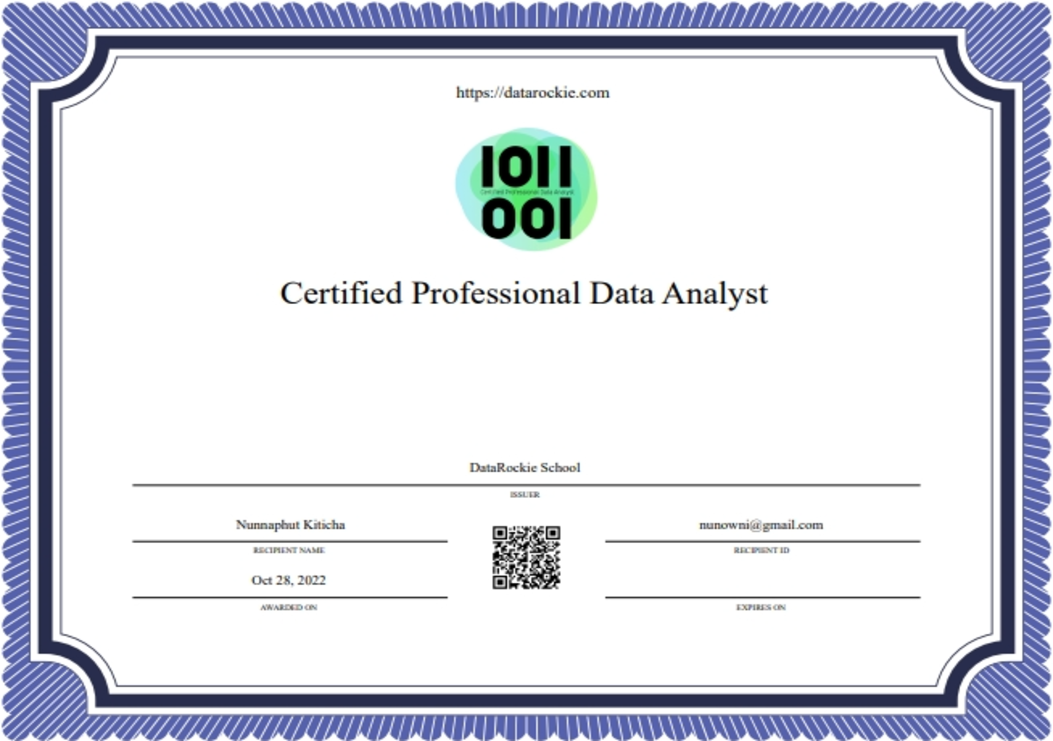 https://datarockie.com
1011
Certified Professional Data Analyst
001
Certified Professional Data Analyst
DataRockie School
ISSUER
Nunnaphut Kiticha
nunowni@gmail.com
RECIPIENT NAME
RECIPIENT ID
Oct 28, 2022
AWARDED ON
EXPIRES ON